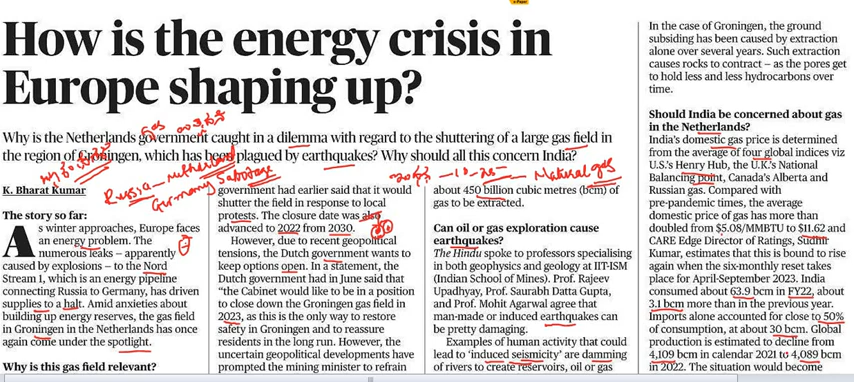 e-Paper
How is the energy crisis in
Europe shaping up?
Why is the Netherlands government caught in a dilemma with regard to the shuttering of a large gas field in
the region of Groningen, which has been plagued by earthquakes? Why should all this concern India?
Russia - Netherland
Germany Sabotage
Natural gas
K. Bharat Kumar
The story so far:
As winter approaches, Europe faces
an energy problem. The
numerous leaks – apparently
caused by explosions – to the Nord
Stream 1, which is an energy pipeline
connecting Russia to Germany, has driven
supplies to a halt. Amid anxieties about
building up energy reserves, the gas field
in Groningen in the Netherlands has once
again come under the spotlight.
Why is this gas field relevant?
government had earlier said that it would
shutter the field in response to local
protests. The closure date was also
advanced to 2022 from 2030.
However, due to recent geopolitical
tensions, the Dutch government wants to
keep options open. In a statement, the
Dutch government had in June said that
"the Cabinet would like to be in a position
to close down the Groningen gas field in
2023, as this is the only way to restore
safety in Groningen and to reassure
residents in the long run. However, the
uncertain geopolitical developments have
prompted the mining minister to refrain
about 450 billion cubic metres (bcm) of
gas to be extracted.
Can oil or gas exploration cause
earthquakes?
The Hindu spoke to professors specialising
in both geophysics and geology at IIT-ISM
(Indian School of Mines). Prof. Rajeev
Upadhyay, Prof. Saurabh Datta Gupta,
and Prof. Mohit Agarwal agree that
man-made or induced earthquakes can
be pretty damaging.
Examples of human activity that could
lead to 'induced seismicity' are damming
of rivers to create reservoirs, oil or gas
In the case of Groningen, the ground
subsiding has been caused by extraction
alone over several years. Such extraction
causes rocks to contract – as the pores get
to hold less and less hydrocarbons over
time.
Should India be concerned about gas
in the Netherlands?
India's domestic gas price is determined
from the average of four global indices viz
U.S.'s Henry Hub, the U.K.'s National
Balancing point, Canada's Alberta and
Russian gas. Compared with
pre-pandemic times, the average
domestic price of gas has more than
doubled from $5.08/MMBTU to $11.62 and
CARE Edge Director of Ratings, Sudhir
Kumar, estimates that this is bound to rise
again when the six-monthly reset takes
place for April-September 2023. India
consumed about 63.9 bcm in FY22, about
3.1 bcm more than in the previous year.
Imports alone accounted for close to 50%
of consumption, at about 30 bcm. Global
production is estimated to decline from
4,109 bcm in calendar 2021 to 4,089 bcm
in 2022. The situation would become